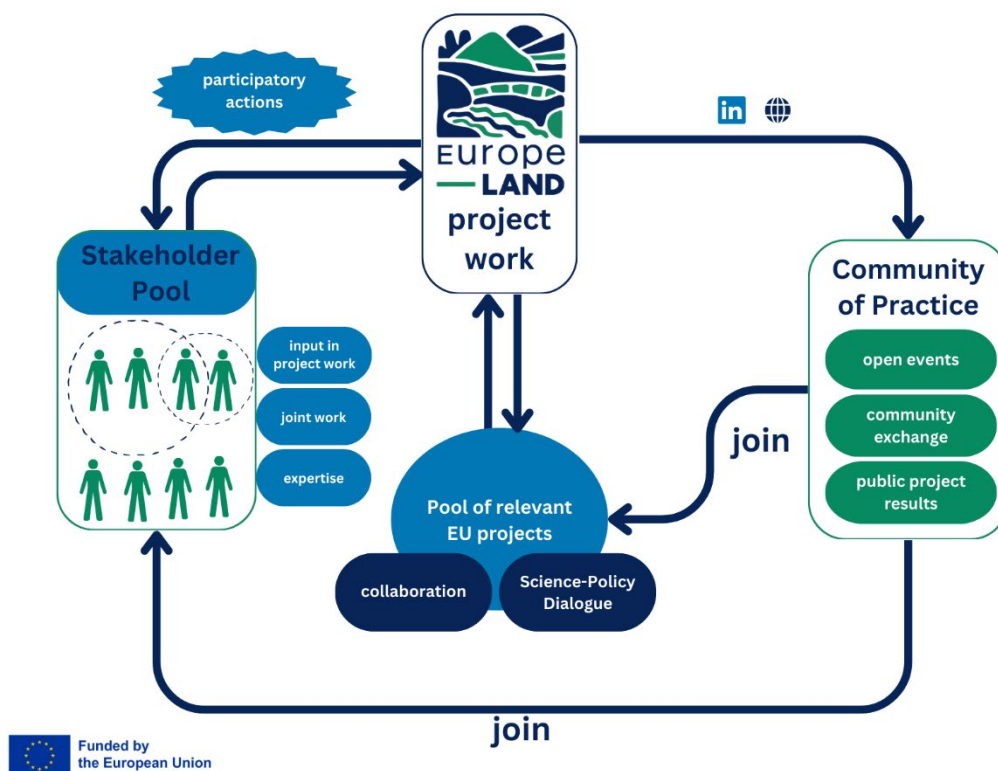 participatory
actions
in
Europe
LAND
project
work
Stakeholder
Pool
input in
project work
joint work
expertise
Community
of Practice
open events
community
exchange
public project
results
join
Pool of relevant
EU projects
collaboration
Science-Policy
Dialogue
join
Funded by
the European Union